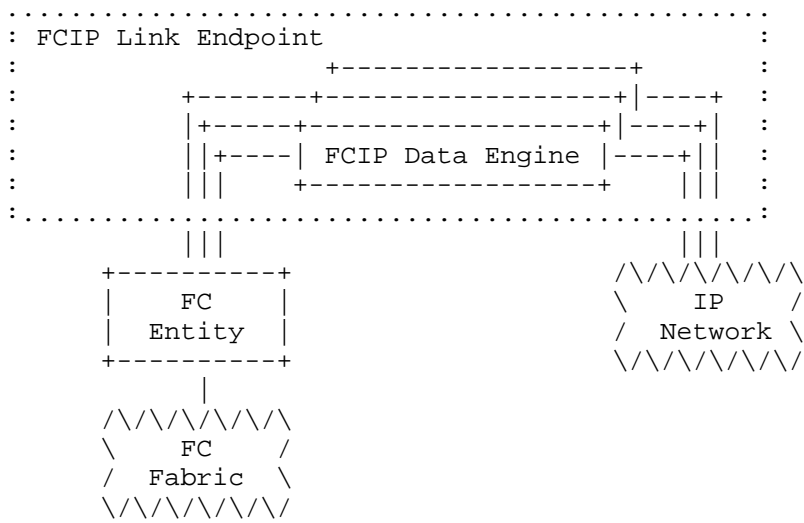 FCIP Link Endpoint
FCIP Data Engine
FC IP
Entity Network
FC
Fabric